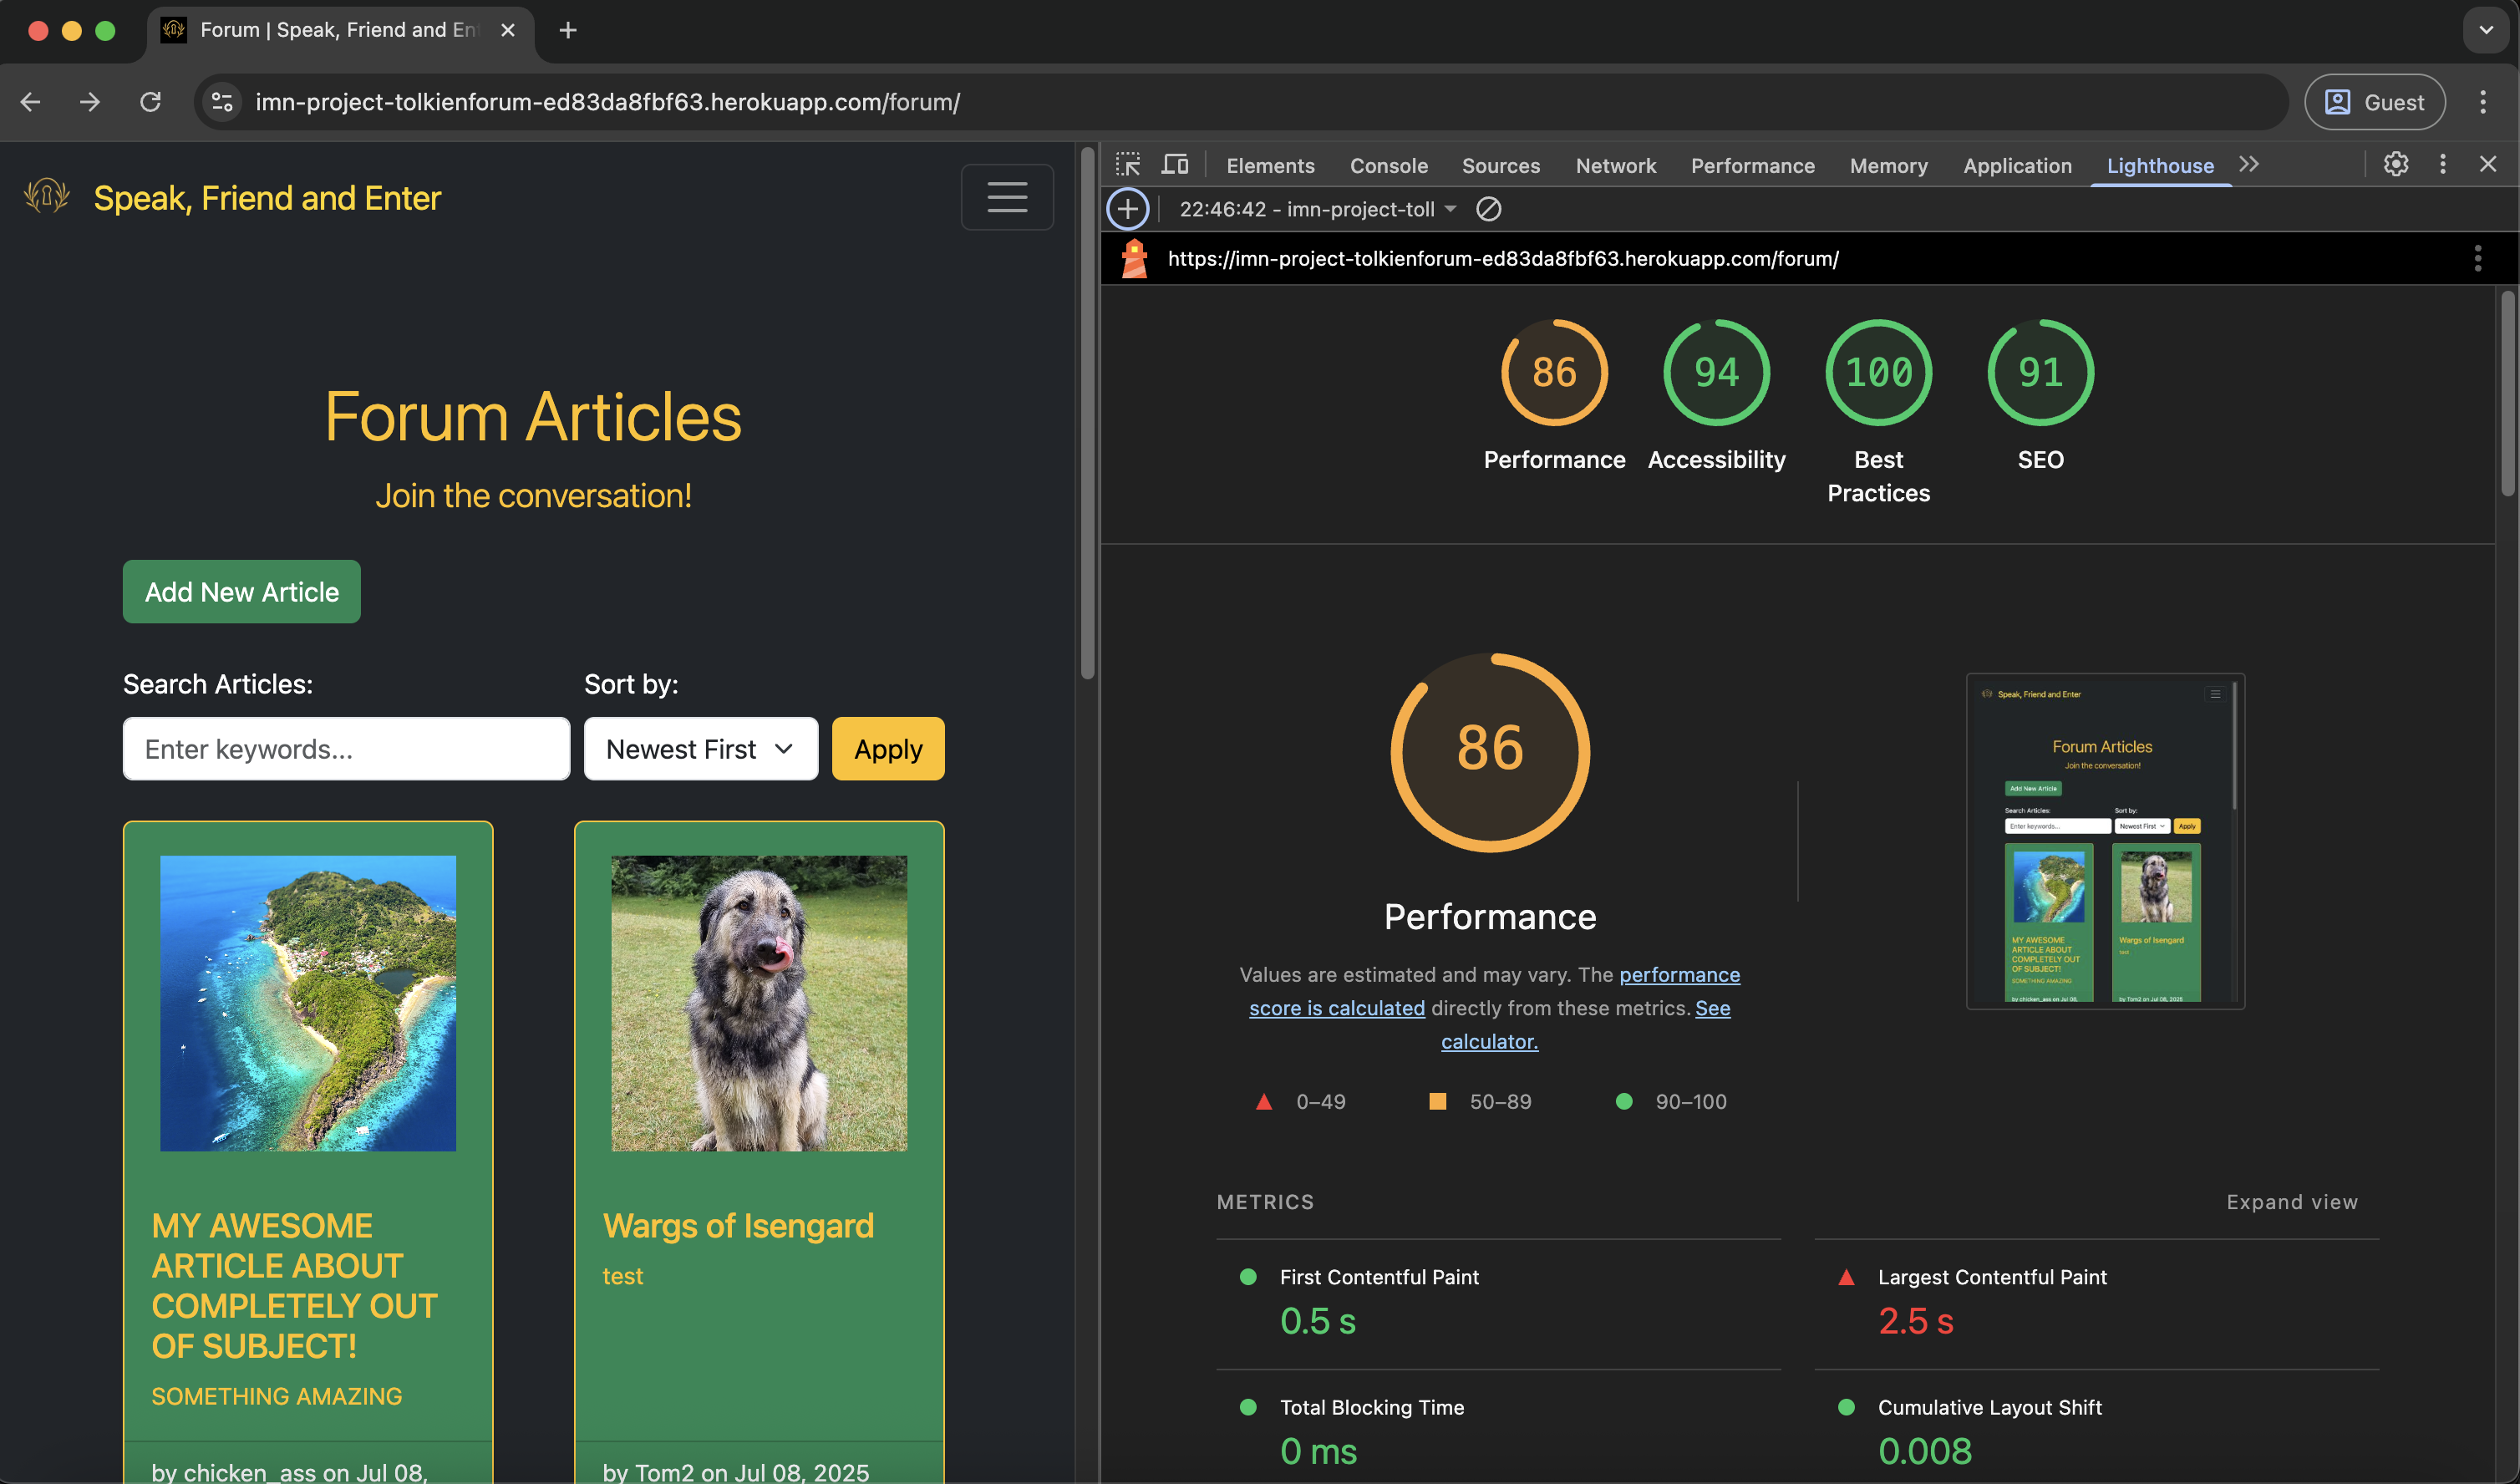 Forum | Speak, Friend and Ent
imn-project-tolkienforum-ed83da8fbf63.herokuapp.com/forum/
Guest
Speak, Friend and Enter
Forum Articles
Join the conversation!
Add New Article
Search Articles:
Sort by:
Enter keywords...
Newest First
Apply
MY AWESOME
ARTICLE ABOUT
COMPLETELY OUT
OF SUBJECT!
SOMETHING AMAZING
by chicken_ass on Jul 08,
Wargs of Isengard
test
by Tom2 on Jul 08, 2025
Elements Console Sources Network Performance Memory Application Lighthouse
22:46:42 - imn-project-toll
https://imn-project-tolkienforum-ed83da8fbf63.herokuapp.com/forum/
86 94 100 91
Performance Accessibility Best Practices SEO
86
Performance
Values are estimated and may vary. The performance
score is calculated directly from these metrics. See
calculator.
0–49 50–89 90–100
Speak, Friend and Enter
Forum Articles
Join the conversation!
Add New Article
Search Articles: Sort by:
Enter keywords... Newest First Apply
MY AWESOME
ARTICLE ABOUT
COMPLETELY OUT
OF SUBJECT!
SOMETHING AMAZING
by chicken_ass on Jul 08,
Wargs of Isengard
test
by Tom2 on Jul 08, 2025
METRICS
Expand view
First Contentful Paint
0.5 s
Largest Contentful Paint
2.5 s
Total Blocking Time
0 ms
Cumulative Layout Shift
0.008